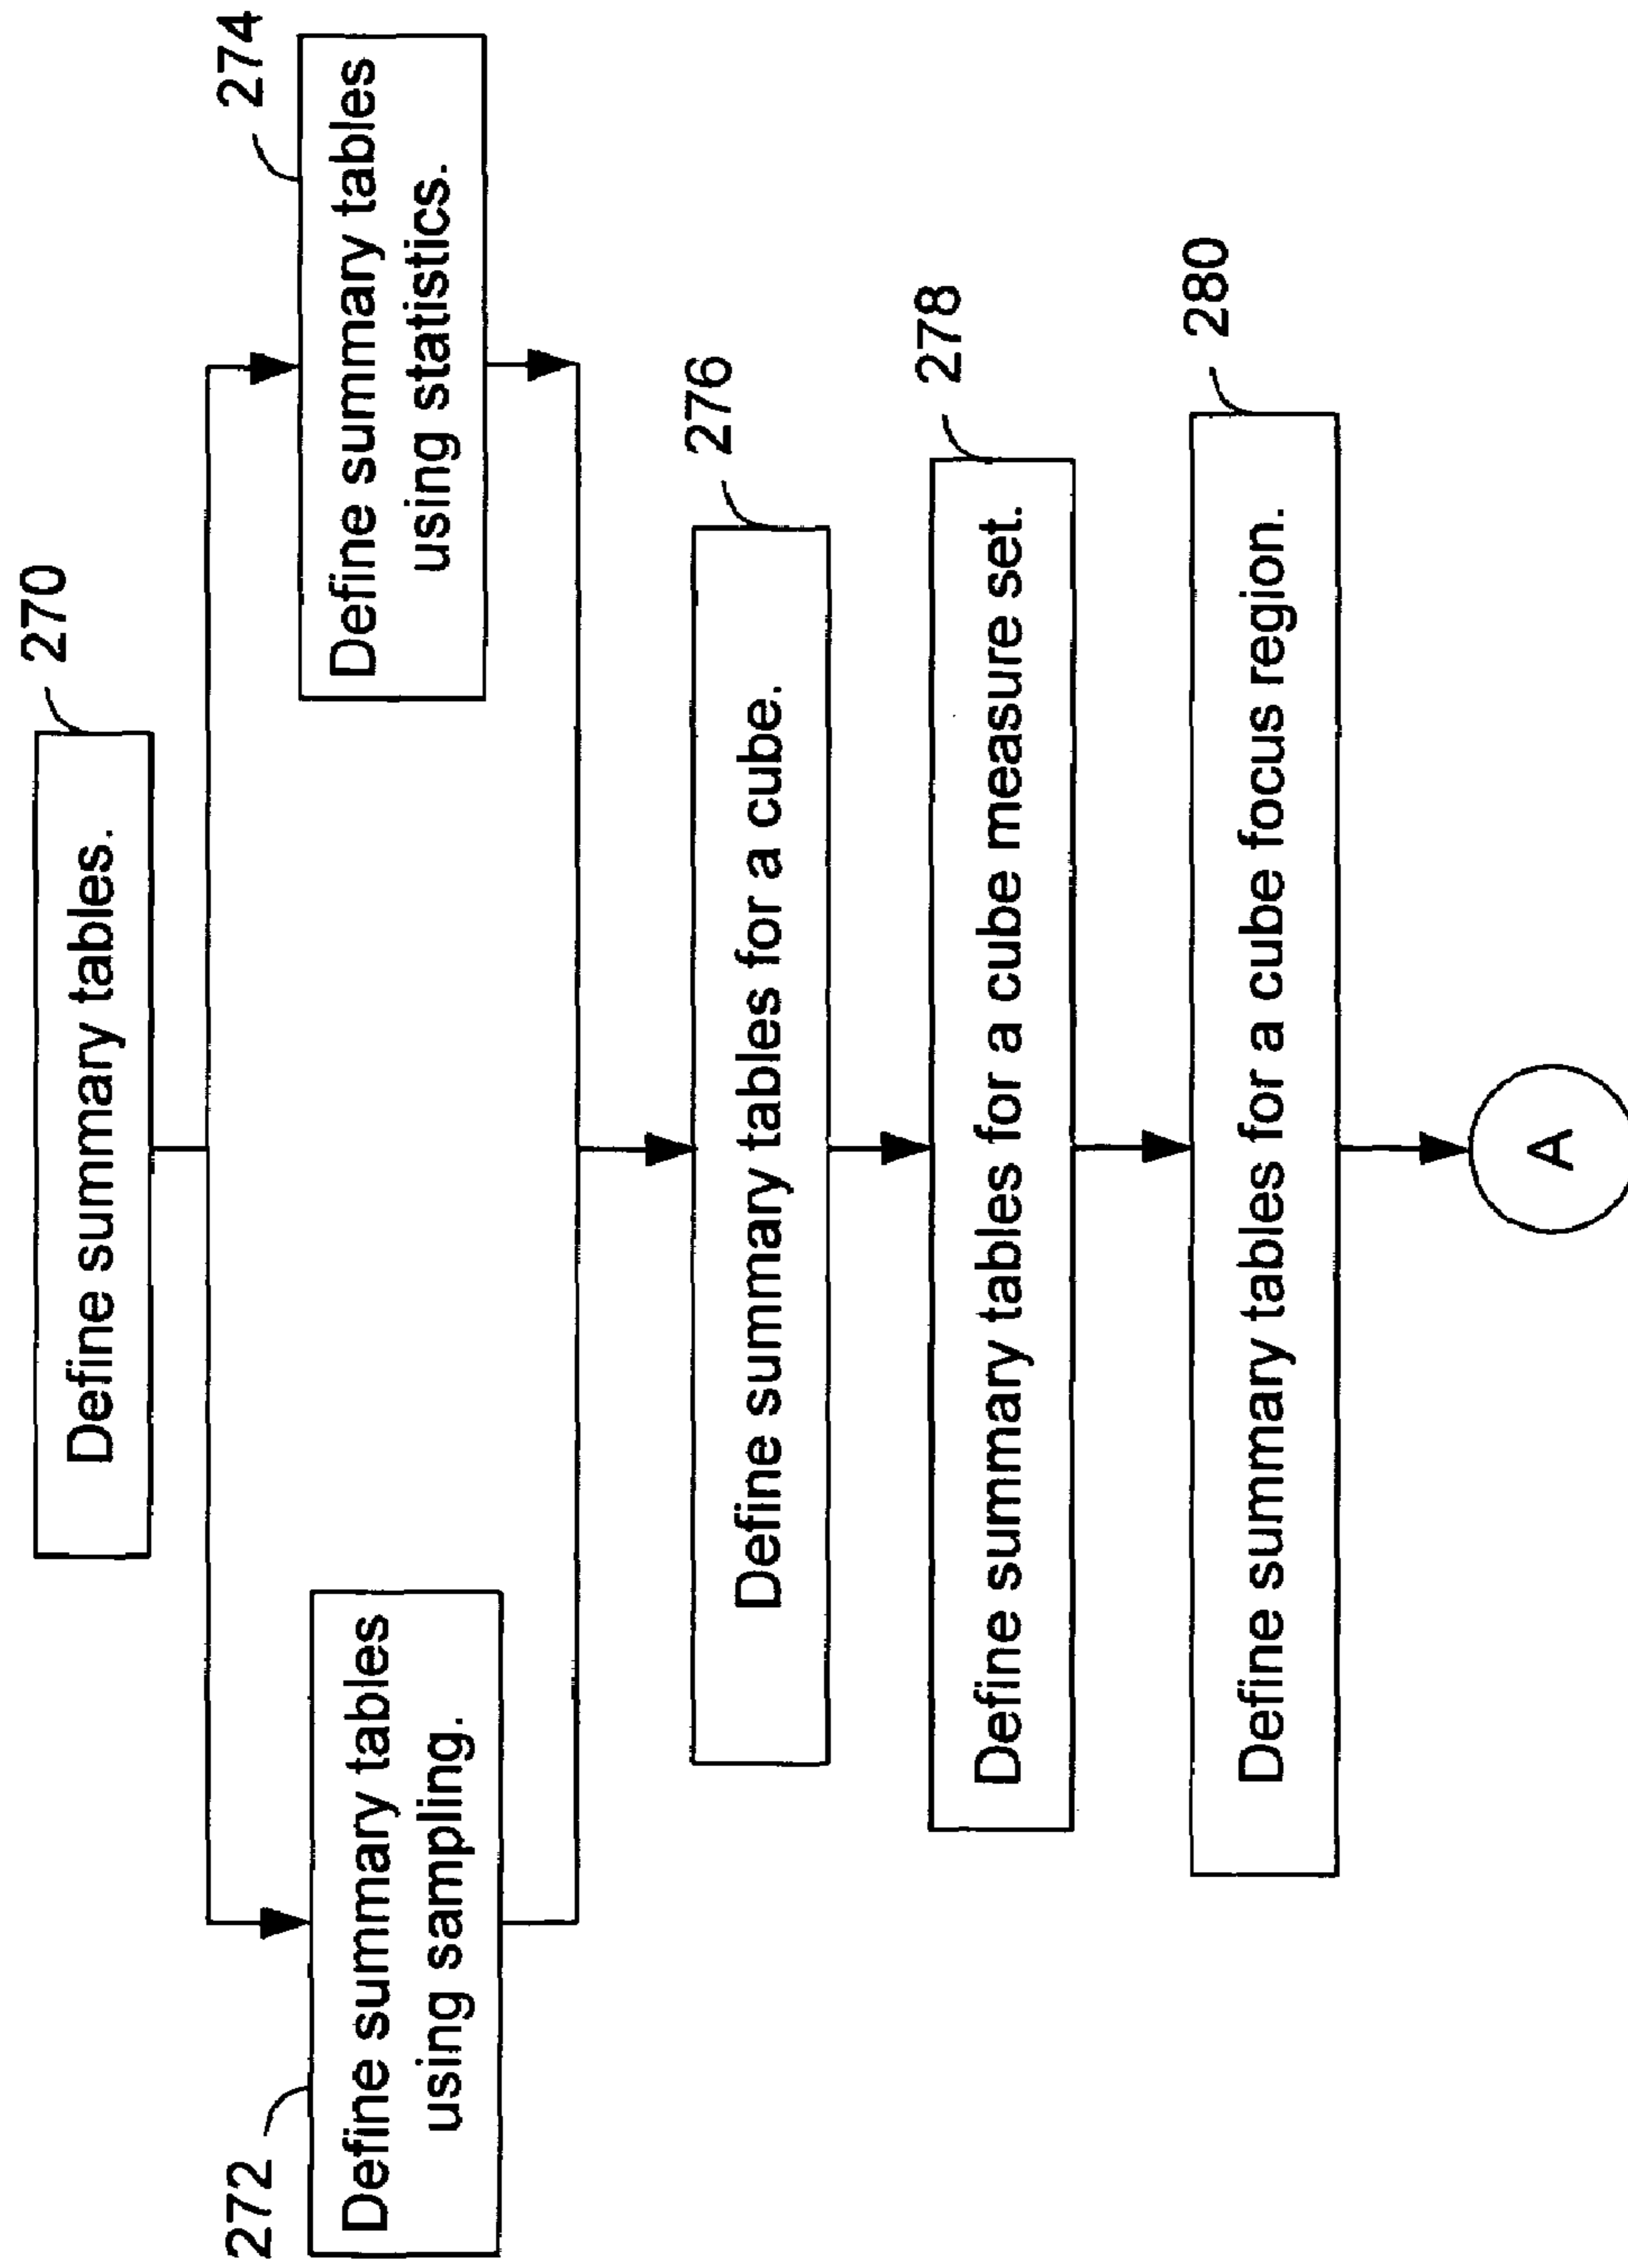 270
Define summary tables.
272
Define summary tables
using sampling.
274
Define summary tables
using statistics.
276
Define summary tables for a cube.
278
Define summary tables for a cube measure set.
280
Define summary tables for a cube focus region.
A